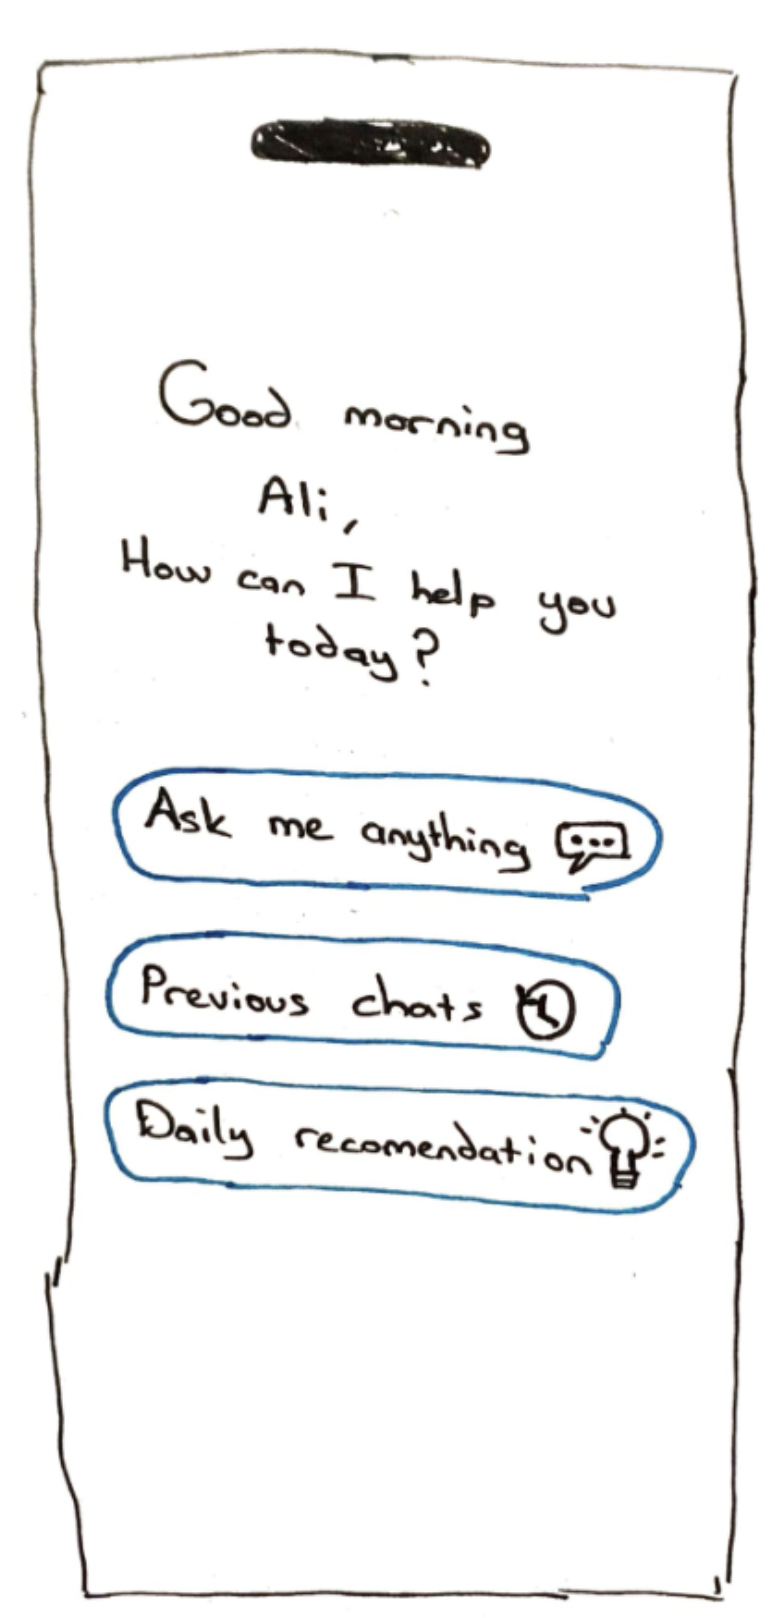 Good morning
Ali,
How can I help you
today?
Ask me anything
Previous chats
Daily recomendation